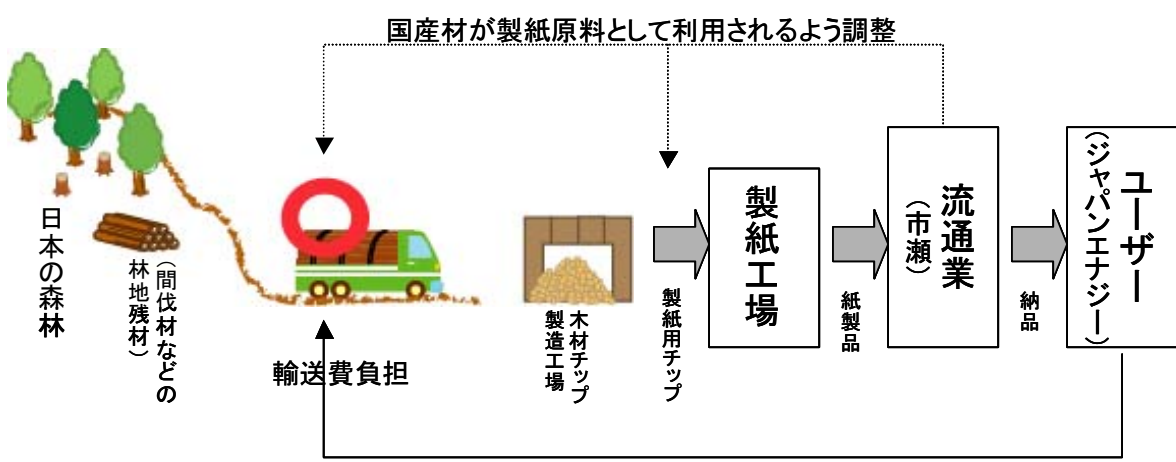 国産材が製紙原料として利用されるよう調整
日本の森林
（間伐材などの
林地残材）
輸送費負担
木材チップ
製造工場
製紙用チップ
製紙工場
紙製品
流通業
（市瀬）
納品
ユーザー
（ジャパンエナジー）